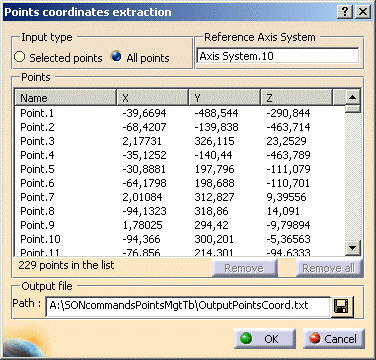 Points coordinates extraction
Input type
Reference Axis System
Selected points
All points
Axis System.10
Points
Name X Y Z
Point.1 -39,6694 -488,544 -290,844
Point.2 -68,4207 -139,838 -463,714
Point.3 2,17731 326,115 23,2529
Point.4 -35,1252 -140,44 -463,789
Point.5 -30,8881 197,796 -111,079
Point.6 -64,1798 198,688 -110,701
Point.7 2,01084 312,827 9,39556
Point.8 -94,1323 318,86 14,091
Point.9 1,78025 294,42 -9,79894
Point.10 -94,366 300,201 -5,36563
Point.11 -76,856 214,301 -94,6333
229 points in the list
Remove
Remove all
Output file
Path : A:\SONcommandsPointsMgtTb\OutputPointsCoord.txt
OK
Cancel